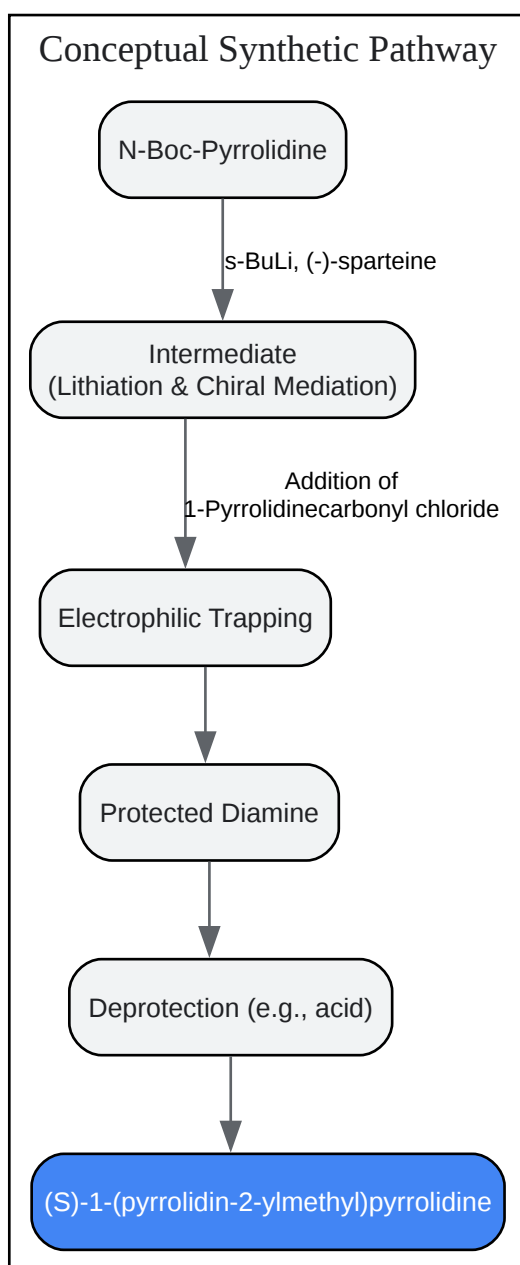 Conceptual Synthetic Pathway
N-Boc-Pyrrolidine
s-BuLi, (-)-sparteine
Intermediate
(Lithiation & Chiral Mediation)
Addition of
1-Pyrrolidinecarbonyl chloride
Electrophilic Trapping
Protected Diamine
Deprotection (e.g., acid)
(S)-1-(pyrrolidin-2-ylmethyl)pyrrolidine